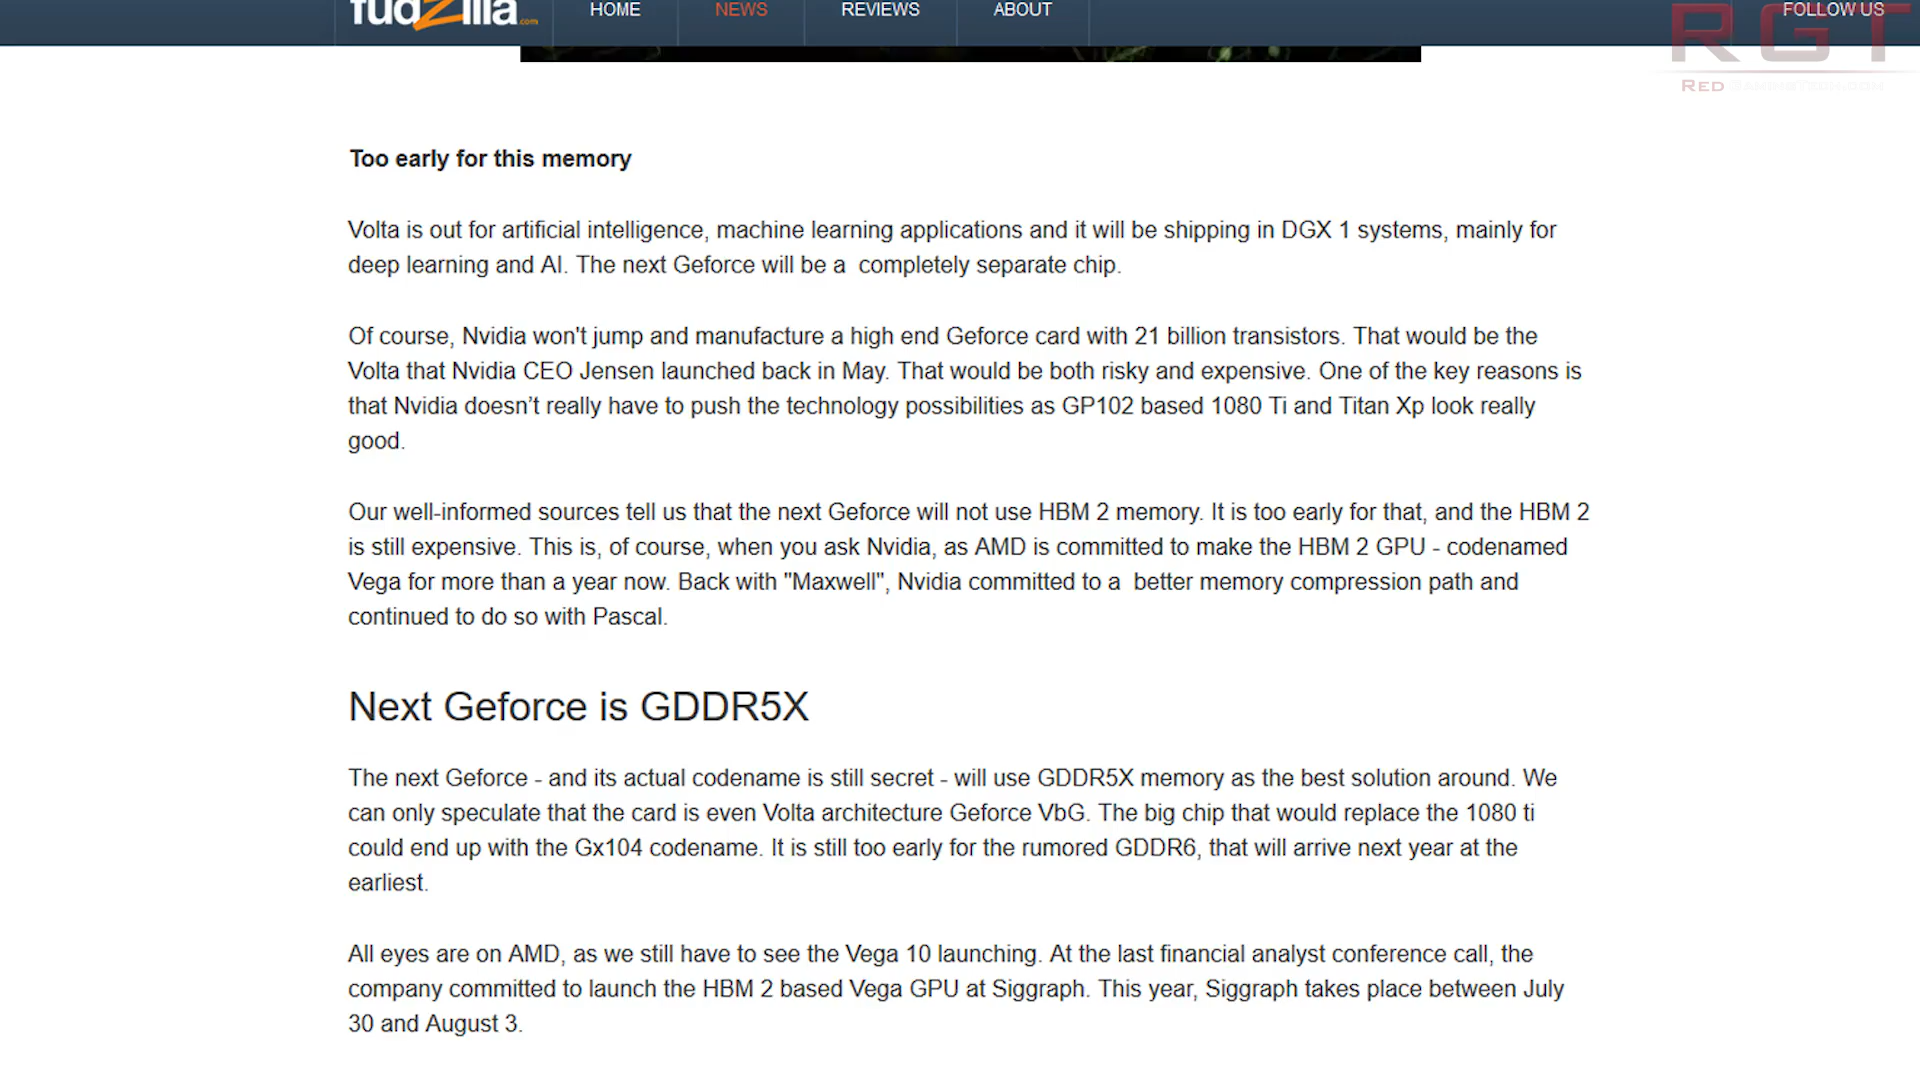 fudzilla.com HOME NEWS REVIEWS ABOUT FOLLOW US
RGT
RED GAMINGTECH.COM
Too early for this memory
Volta is out for artificial intelligence, machine learning applications and it will be shipping in DGX 1 systems, mainly for
deep learning and AI. The next Geforce will be a  completely separate chip.
Of course, Nvidia won't jump and manufacture a high end Geforce card with 21 billion transistors. That would be the
Volta that Nvidia CEO Jensen launched back in May. That would be both risky and expensive. One of the key reasons is
that Nvidia doesn’t really have to push the technology possibilities as GP102 based 1080 Ti and Titan Xp look really
good.
Our well-informed sources tell us that the next Geforce will not use HBM 2 memory. It is too early for that, and the HBM 2
is still expensive. This is, of course, when you ask Nvidia, as AMD is committed to make the HBM 2 GPU - codenamed
Vega for more than a year now. Back with "Maxwell", Nvidia committed to a  better memory compression path and
continued to do so with Pascal.
Next Geforce is GDDR5X
The next Geforce - and its actual codename is still secret - will use GDDR5X memory as the best solution around. We
can only speculate that the card is even Volta architecture Geforce VbG. The big chip that would replace the 1080 ti
could end up with the Gx104 codename. It is still too early for the rumored GDDR6, that will arrive next year at the
earliest.
All eyes are on AMD, as we still have to see the Vega 10 launching. At the last financial analyst conference call, the
company committed to launch the HBM 2 based Vega GPU at Siggraph. This year, Siggraph takes place between July
30 and August 3.